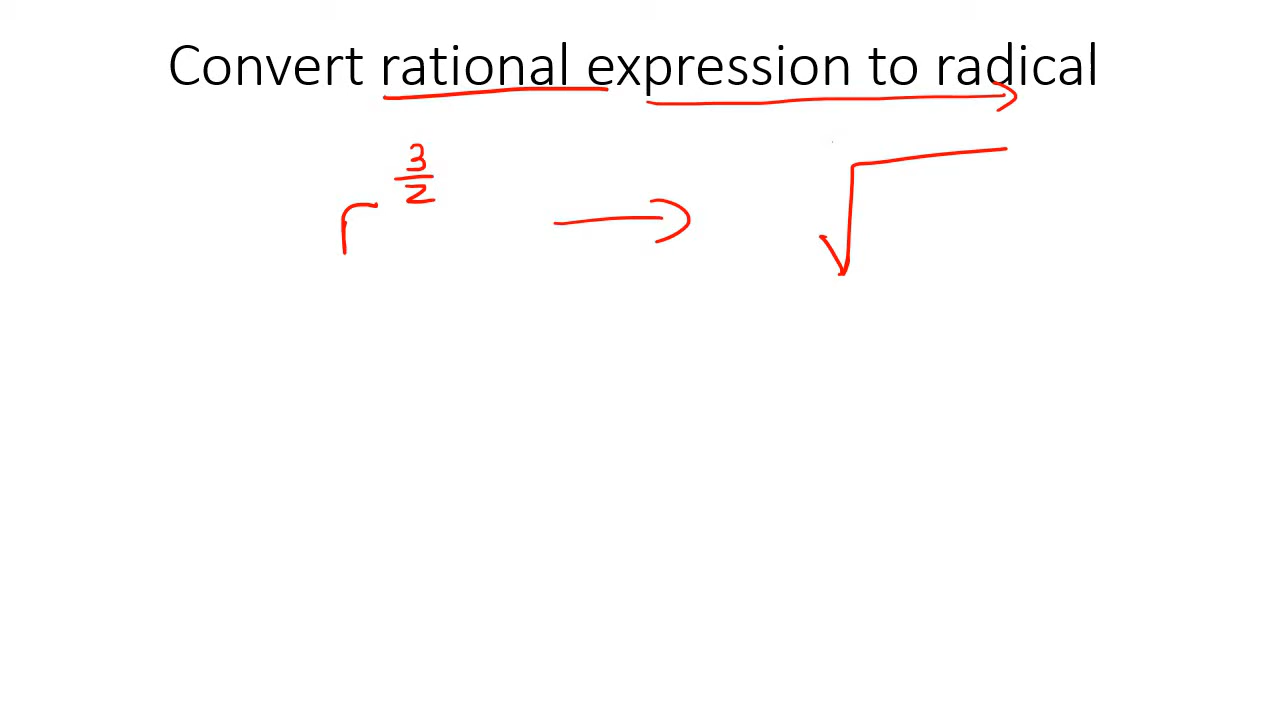 Convert rational expression to radical
r^{3/2} → √